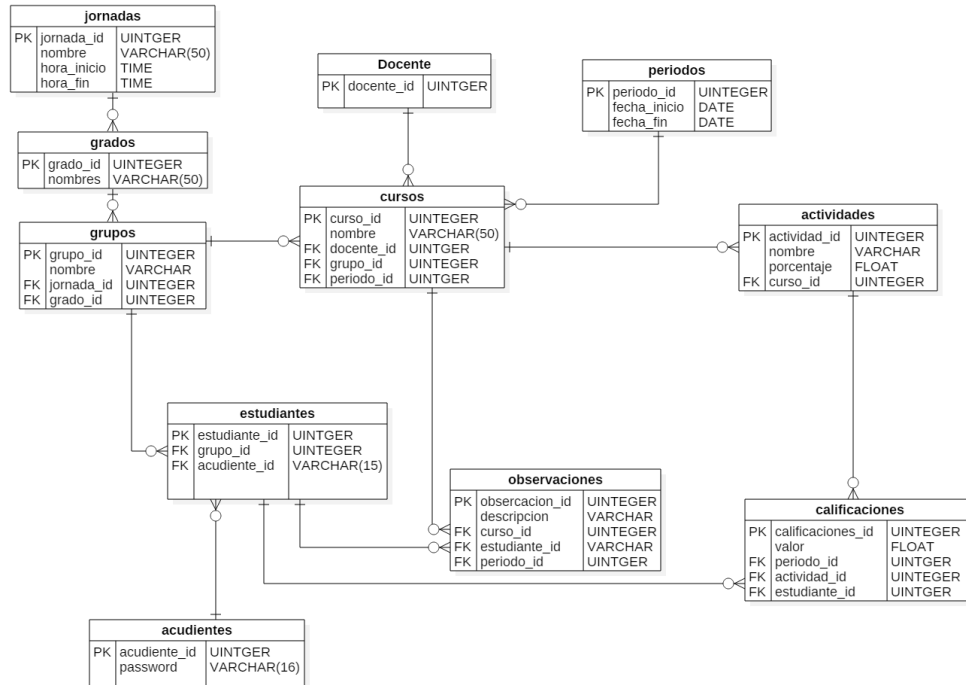 jornadas
PK jornada_id UINTGER
nombre VARCHAR(50)
hora_inicio TIME
hora_fin TIME
Docente
PK docente_id UINTGER
periodos
PK periodo_id UINTEGER
fecha_inicio DATE
fecha_fin DATE
grados
PK grado_id UINTEGER
nombres VARCHAR(50)
cursos
PK curso_id UINTEGER
nombre VARCHAR(50)
FK docente_id UINTGER
FK grupo_id UINTEGER
FK periodo_id UINTGER
actividades
PK actividad_id UINTEGER
nombre VARCHAR
porcentaje FLOAT
FK curso_id UINTEGER
grupos
PK grupo_id UINTEGER
nombre VARCHAR
FK jornada_id UINTEGER
FK grado_id UINTEGER
estudiantes
PK estudiante_id UINTGER
FK grupo_id UINTEGER
FK acudiente_id VARCHAR(15)
observaciones
PK obsercacion_id UINTEGER
descripcion VARCHAR
FK curso_id UINTEGER
FK estudiante_id VARCHAR
FK periodo_id UINTGER
calificaciones
PK calificaciones_id UINTEGER
valor FLOAT
FK periodo_id UINTGER
FK actividad_id UINTEGER
FK estudiante_id UINTGER
acudientes
PK acudiente_id UINTGER
password VARCHAR(16)